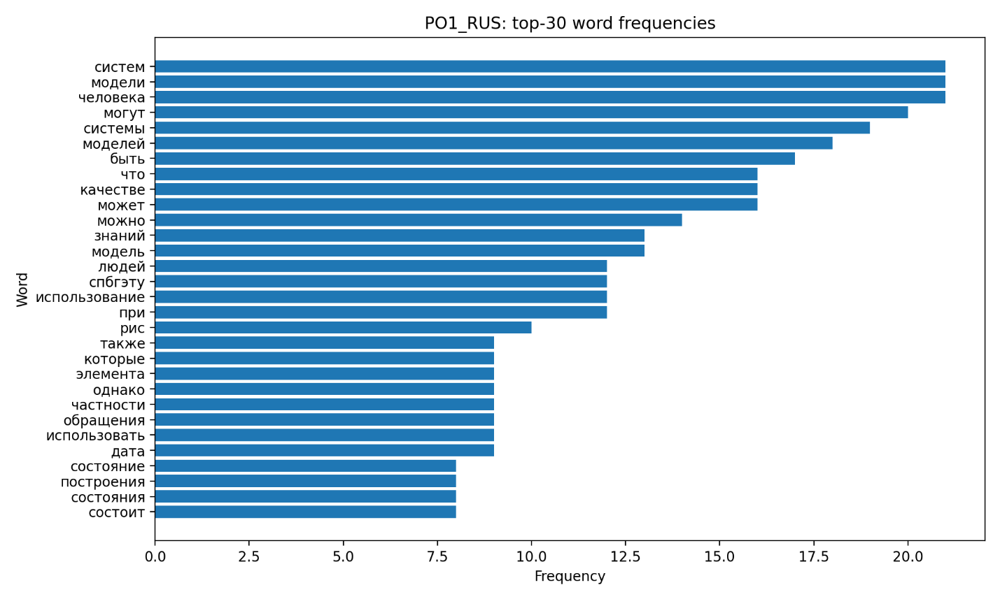 PO1_RUS: top-30 word frequencies
систем
модели
человека
могут
системы
моделей
быть
что
качестве
может
можно
знаний
модель
людей
спбгэту
использование
при
рис
также
которые
элемента
однако
частности
обращения
использовать
дата
состояние
построения
состояния
состоит
Word
0.0 2.5 5.0 7.5 10.0 12.5 15.0 17.5 20.0
Frequency